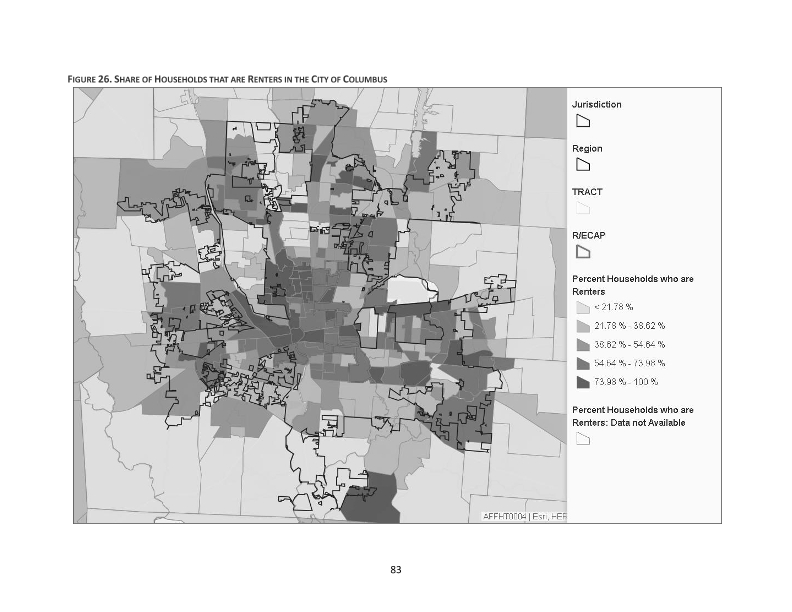 FIGURE 26. SHARE OF HOUSEHOLDS THAT ARE RENTERS IN THE CITY OF COLUMBUS
Jurisdiction
Region
TRACT
R/ECAP
Percent Households who are
Renters
< 21.78 %
21.78 % - 38.62 %
38.62 % - 54.64 %
54.64 % - 73.98 %
73.98 % - 100 %
Percent Households who are
Renters: Data not Available
AFFHT0004 | Esri, HER
83